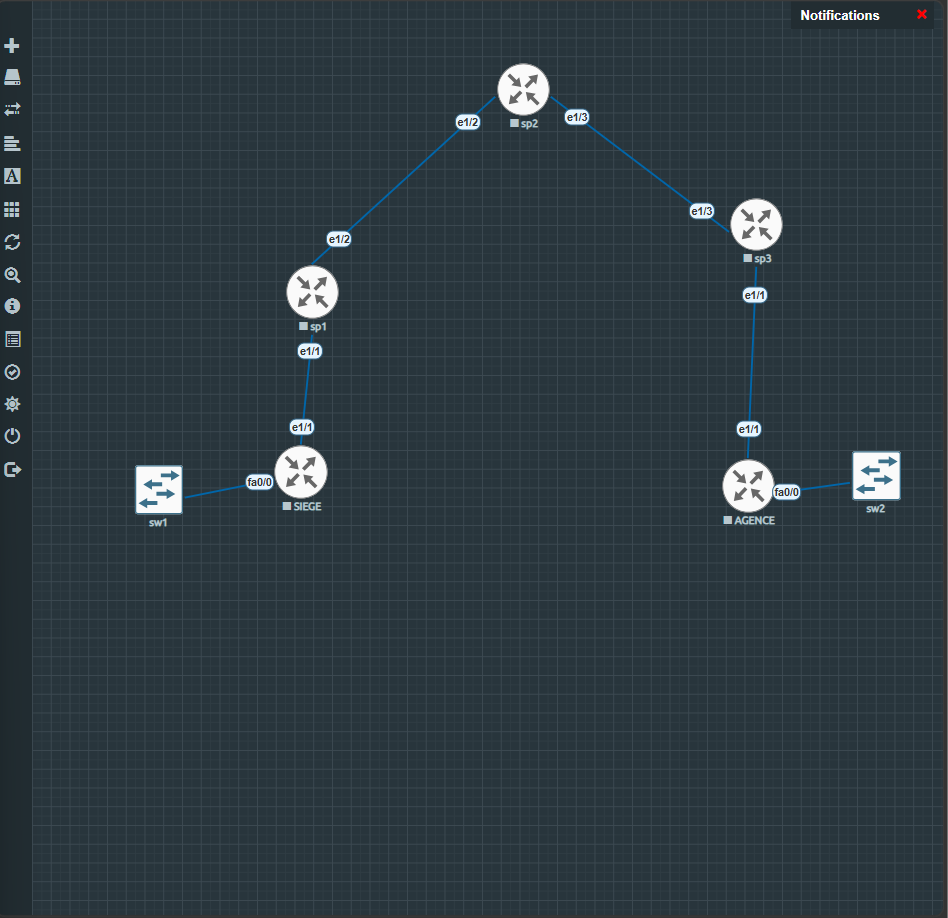 Notifications
sp2
e1/2
e1/3
e1/3
sp3
e1/2
e1/1
sp1
e1/1
e1/1
e1/1
fa0/0
SIEGE
sw1
fa0/0
AGENCE
sw2